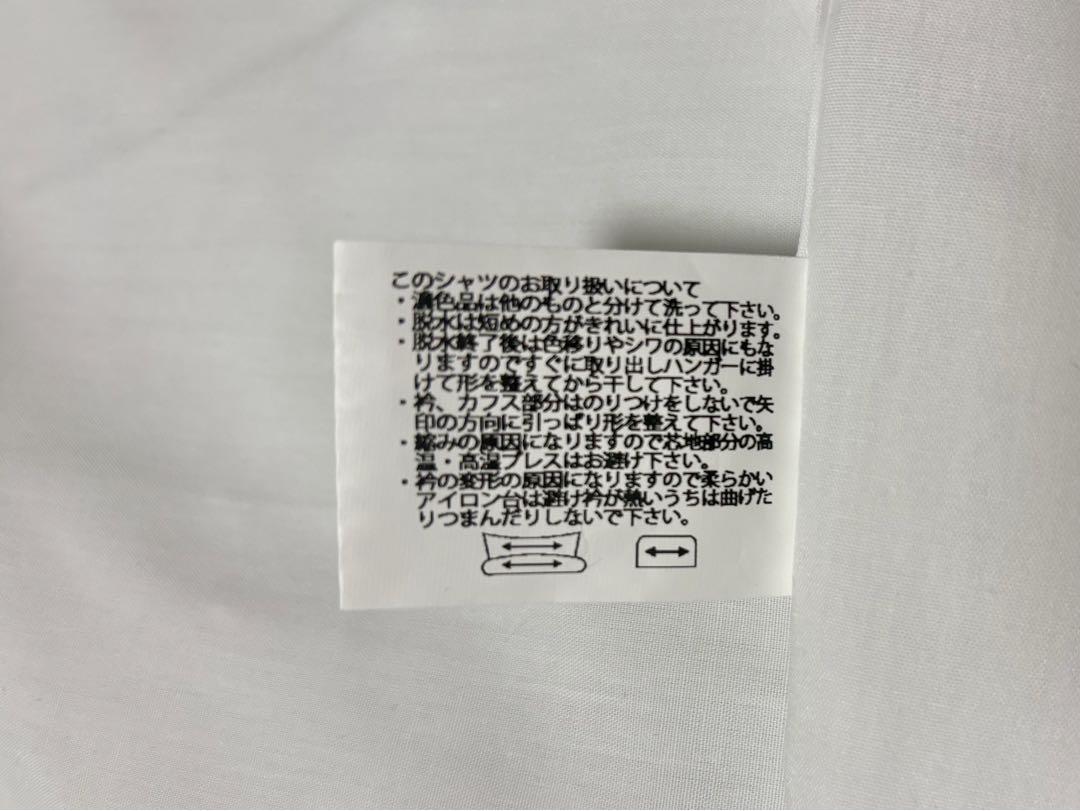 このシャツのお取り扱いについて
・濃色品は他のものと分けて洗って下さい。
・脱水は短めの方がきれいに仕上がります。
・脱水終了後は色移りやシワの原因にもな
りますのですぐに取り出しハンガーに掛
けて形を整えてから干して下さい。
・衿、カフス部分はのりつけをしないで矢
印の方向に引っぱり形を整えて下さい。
・縮みの原因になりますので芯地部分の高
温・高湿プレスはお避け下さい。
・衿の変形の原因になりますので柔らかい
アイロン台は避け衿が熱いうちは曲げた
りつまんだりしないで下さい。